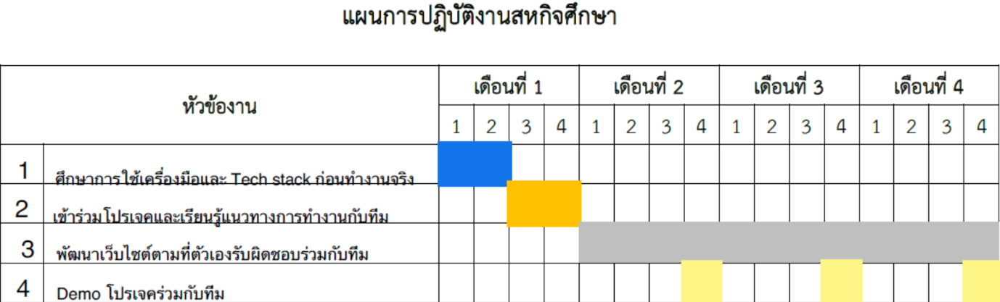 แผนการปฏิบัติงานสหกิจศึกษา
หัวข้องาน เดือนที่ 1 เดือนที่ 2 เดือนที่ 3 เดือนที่ 4
1 2 3 4 1 2 3 4 1 2 3 4 1 2 3 4
1 ศึกษาการใช้เครื่องมือและ Tech stack ก่อนทำงานจริง
2 เข้าร่วมโปรเจคและเรียนรู้แนวทางการทำงานกับทีม
3 พัฒนาเว็บไซต์ตามที่ตัวเองรับผิดชอบร่วมกับทีม
4 Demo โปรเจคร่วมกับทีม